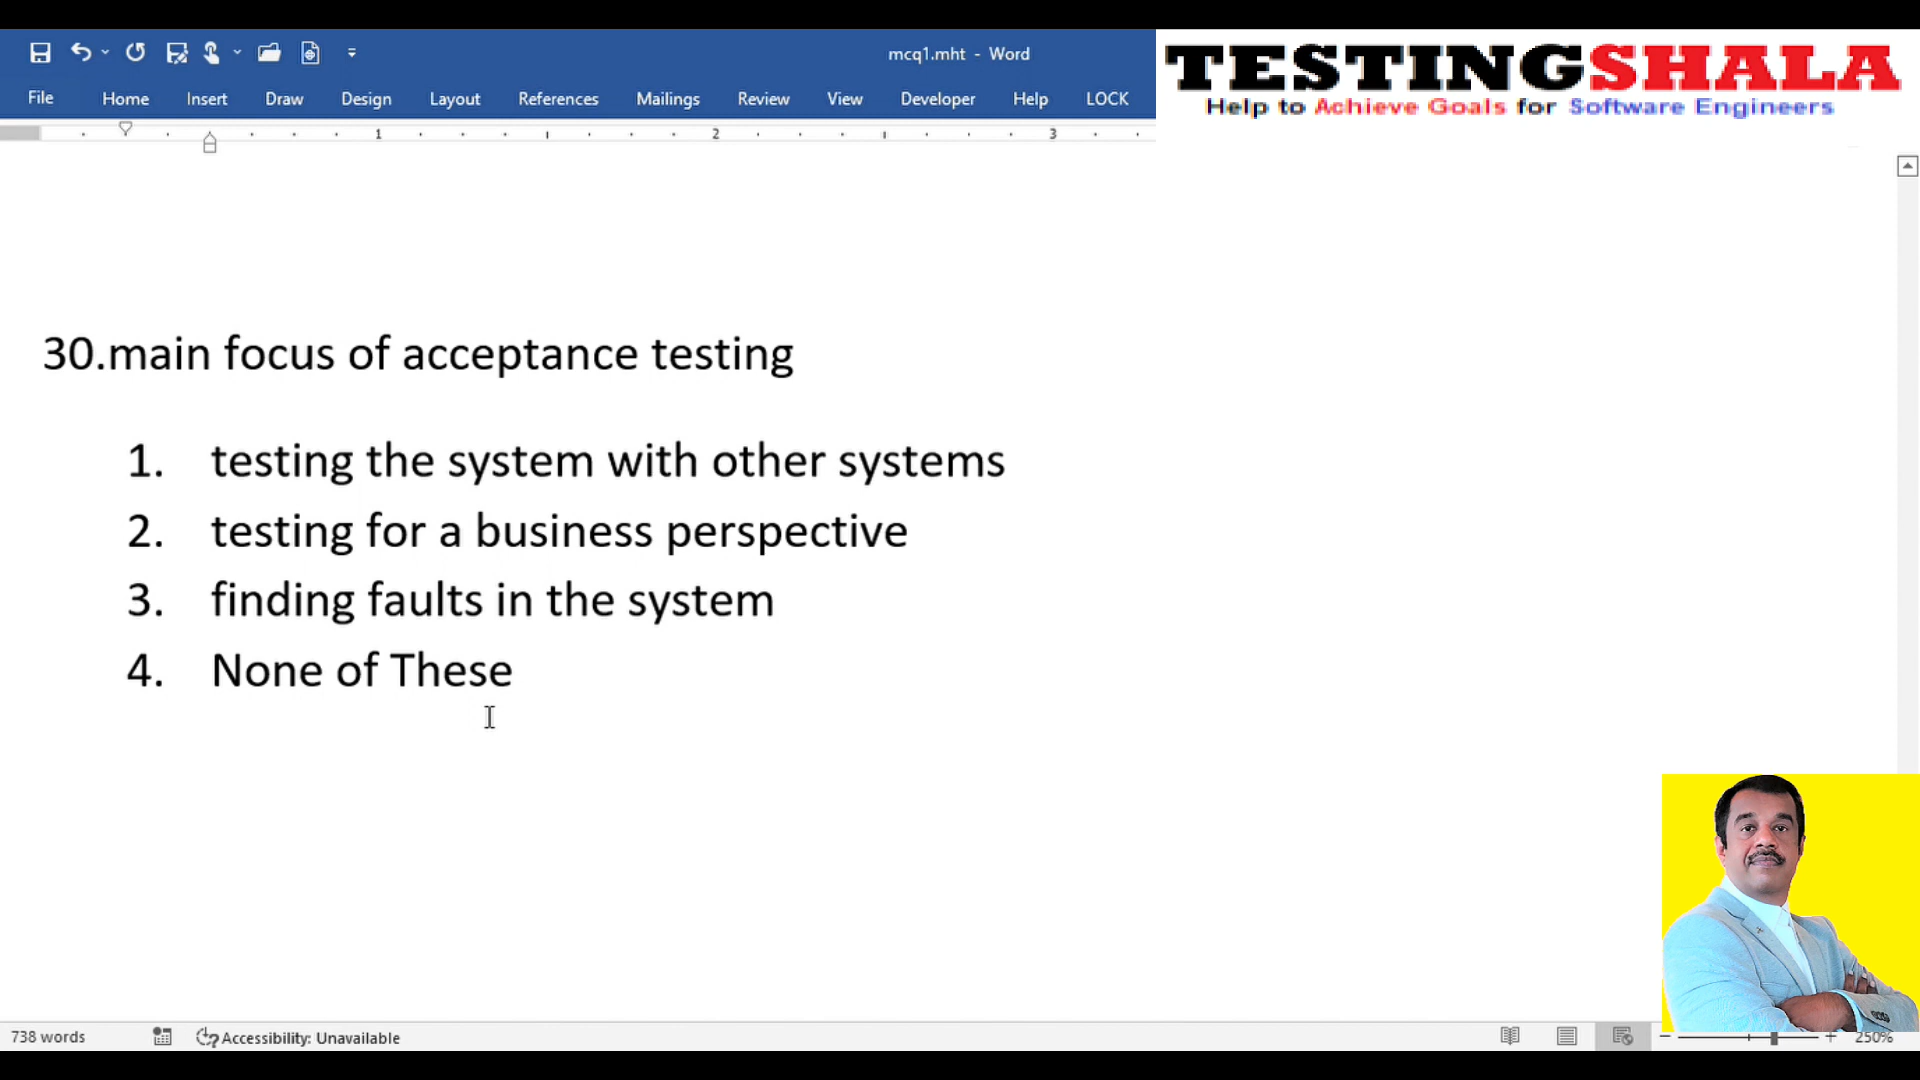 mcq1.mht - Word
TESTINGSHALA
Help to Achieve Goals for Software Engineers
File Home Insert Draw Design Layout References Mailings Review View Developer Help LOCK
1 2 3
30.main focus of acceptance testing
1. testing the system with other systems
2. testing for a business perspective
3. finding faults in the system
4. None of These
738 words Accessibility: Unavailable 250%